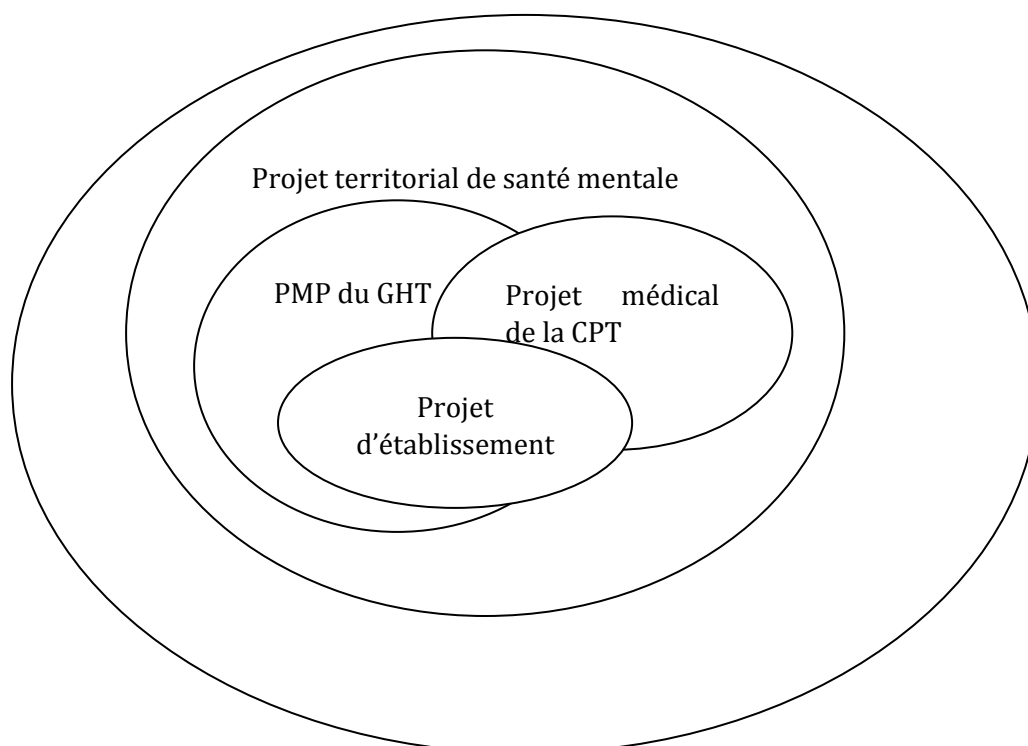 Projet territorial de santé mentale
PMP du GHT
Projet médical
de la CPT
Projet
d’établissement